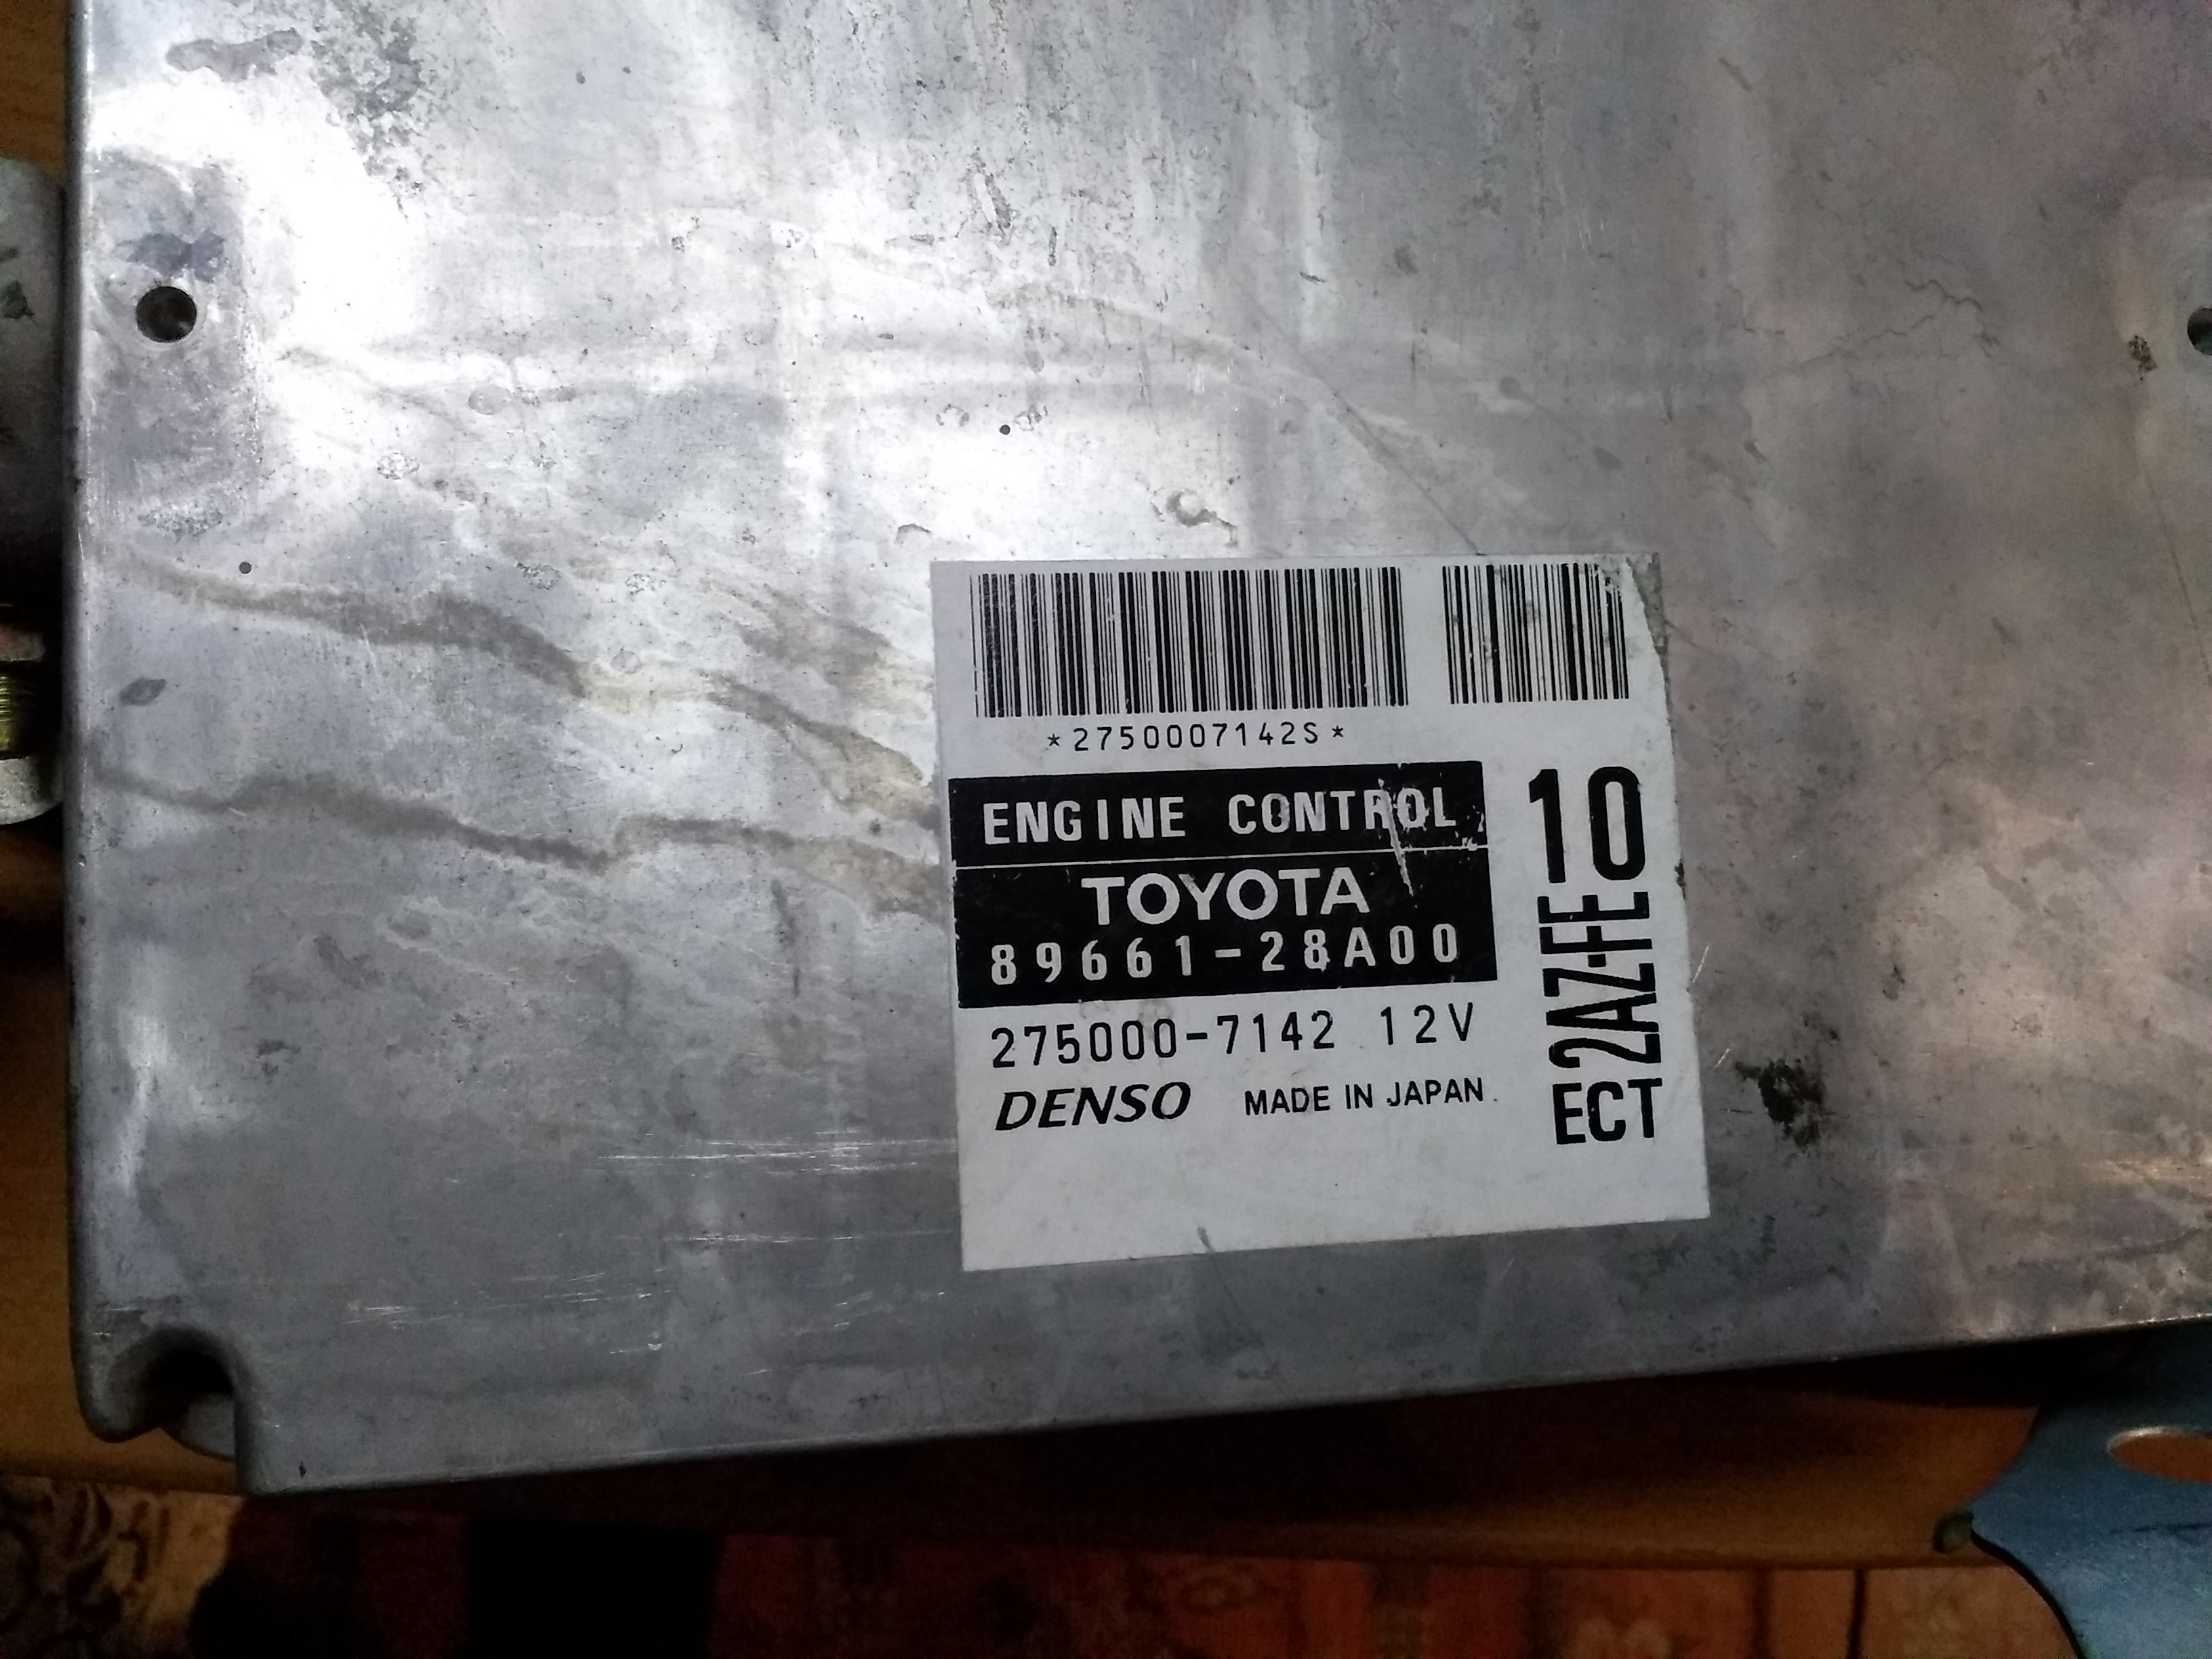 *2750007142S*
ENGINE CONTROL
TOYOTA
89661-28A00
275000-7142 12V
DENSO MADE IN JAPAN
10
2AZ-FE
ECT